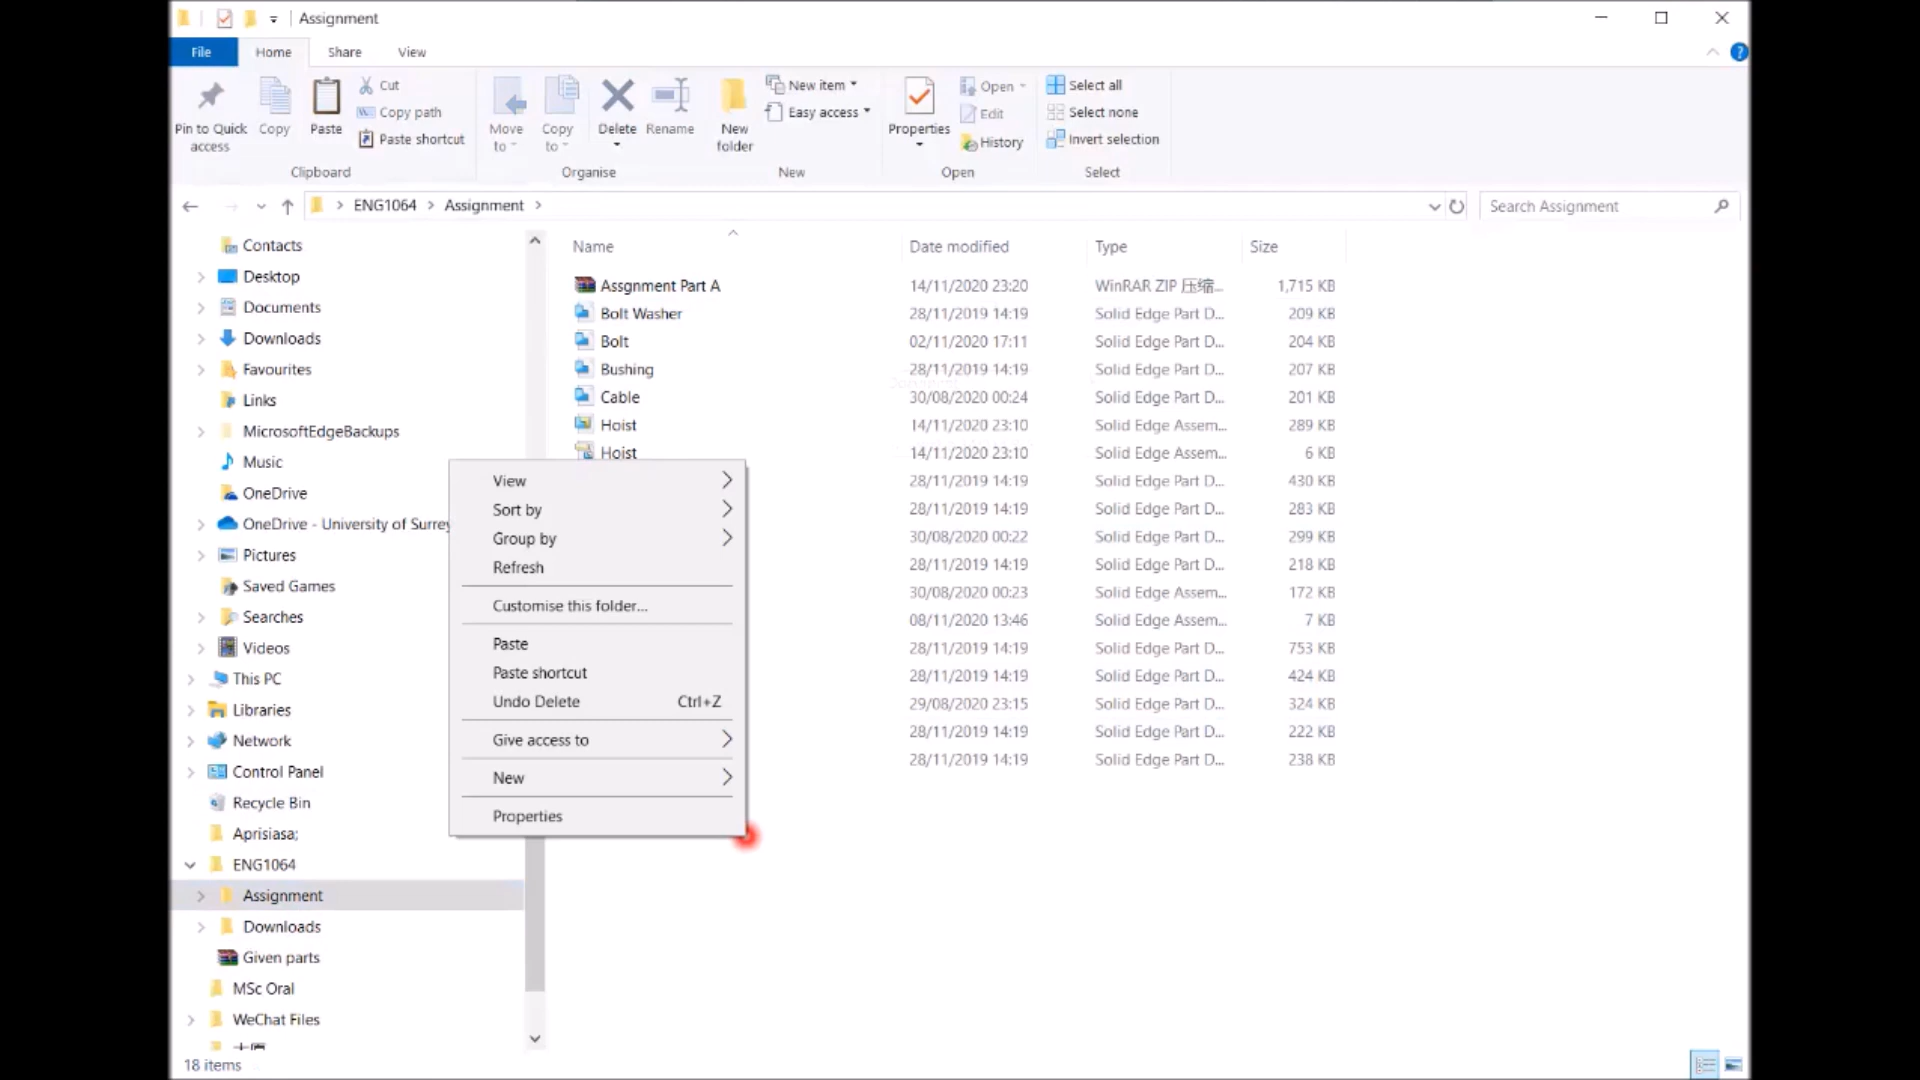 Assignment
File Home Share View
Pin to Quick access
Copy
Paste
Cut
Copy path
Paste shortcut
Clipboard
Move to
Copy to
Delete
Rename
Organise
New folder
New item
Easy access
New
Properties
Open
Edit
History
Open
Select all
Select none
Invert selection
Select
ENG1064 > Assignment >
Search Assignment
Contacts
Desktop
Documents
Downloads
Favourites
Links
MicrosoftEdgeBackups
Music
OneDrive
OneDrive - University of Surrey
Pictures
Saved Games
Searches
Videos
This PC
Libraries
Network
Control Panel
Recycle Bin
Aprisiasa;
ENG1064
Assignment
Downloads
Given parts
MSc Oral
WeChat Files
Name Date modified Type Size
Assgnment Part A 14/11/2020 23:20 WinRAR ZIP 压缩... 1,715 KB
Bolt Washer 28/11/2019 14:19 Solid Edge Part D... 209 KB
Bolt 02/11/2020 17:11 Solid Edge Part D... 204 KB
Bushing 28/11/2019 14:19 Solid Edge Part D... 207 KB
Cable 30/08/2020 00:24 Solid Edge Part D... 201 KB
Hoist 14/11/2020 23:10 Solid Edge Assem... 289 KB
Hoist 14/11/2020 23:10 Solid Edge Assem... 6 KB
28/11/2019 14:19 Solid Edge Part D... 430 KB
28/11/2019 14:19 Solid Edge Part D... 283 KB
30/08/2020 00:22 Solid Edge Part D... 299 KB
28/11/2019 14:19 Solid Edge Part D... 218 KB
30/08/2020 00:23 Solid Edge Assem... 172 KB
08/11/2020 13:46 Solid Edge Assem... 7 KB
28/11/2019 14:19 Solid Edge Part D... 753 KB
28/11/2019 14:19 Solid Edge Part D... 424 KB
29/08/2020 23:15 Solid Edge Part D... 324 KB
28/11/2019 14:19 Solid Edge Part D... 222 KB
28/11/2019 14:19 Solid Edge Part D... 238 KB
View
Sort by
Group by
Refresh
Customise this folder...
Paste
Paste shortcut
Undo Delete Ctrl+Z
Give access to
New
Properties
18 items